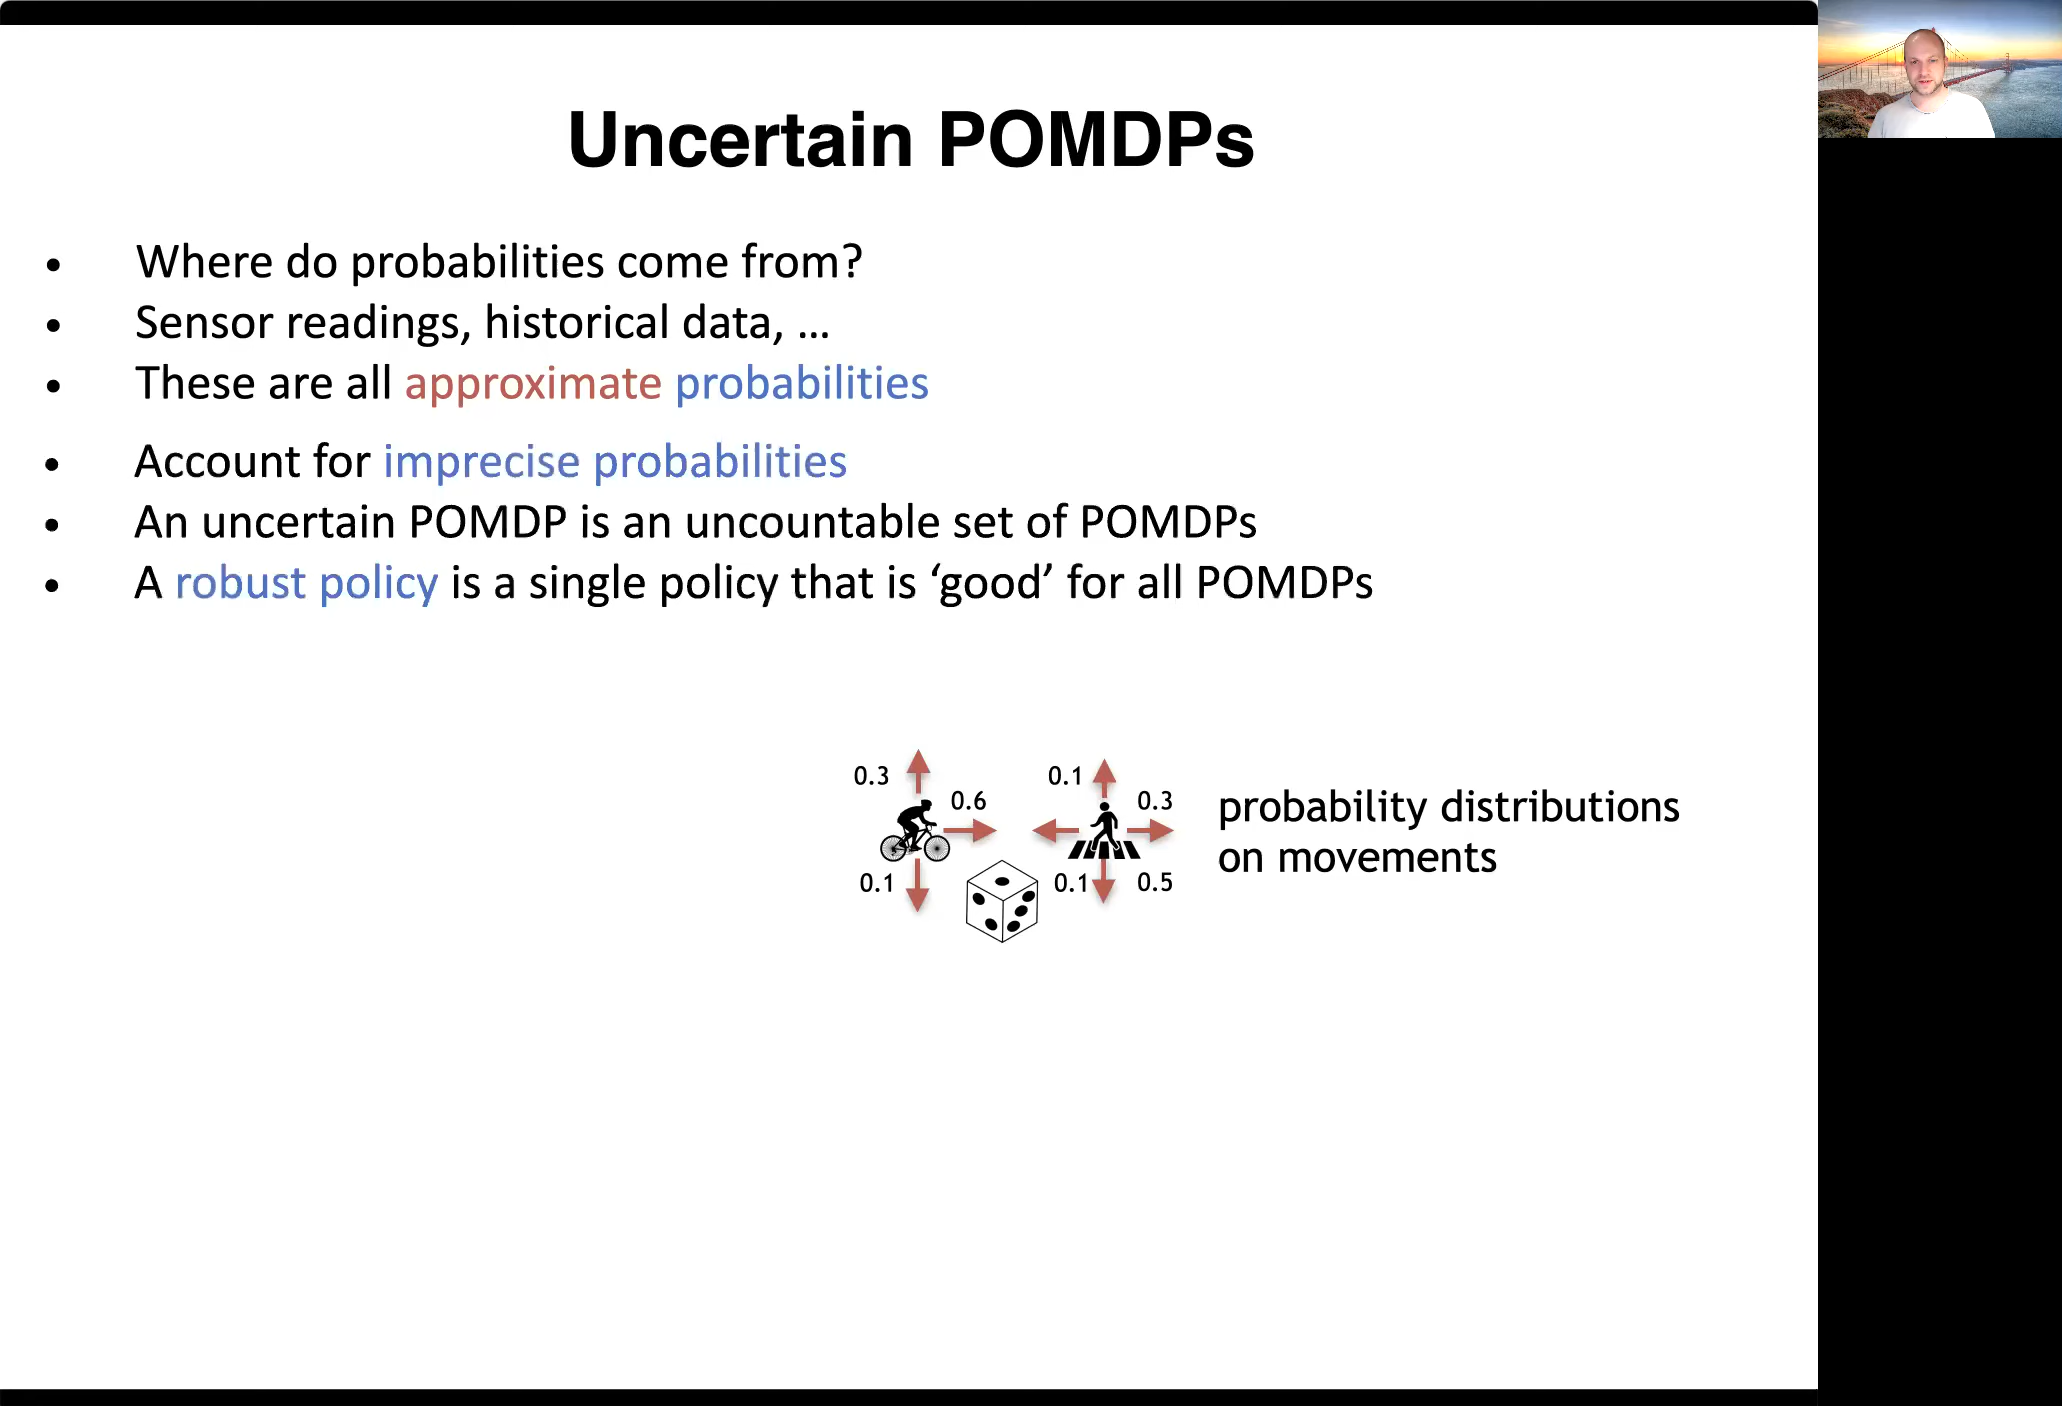 Uncertain POMDPs
• Where do probabilities come from?
• Sensor readings, historical data, …
• These are all approximate probabilities
• Account for imprecise probabilities
• An uncertain POMDP is an uncountable set of POMDPs
• A robust policy is a single policy that is ‘good’ for all POMDPs
0.3
0.6
0.1
0.1
0.3
0.1
0.5
probability distributions
on movements